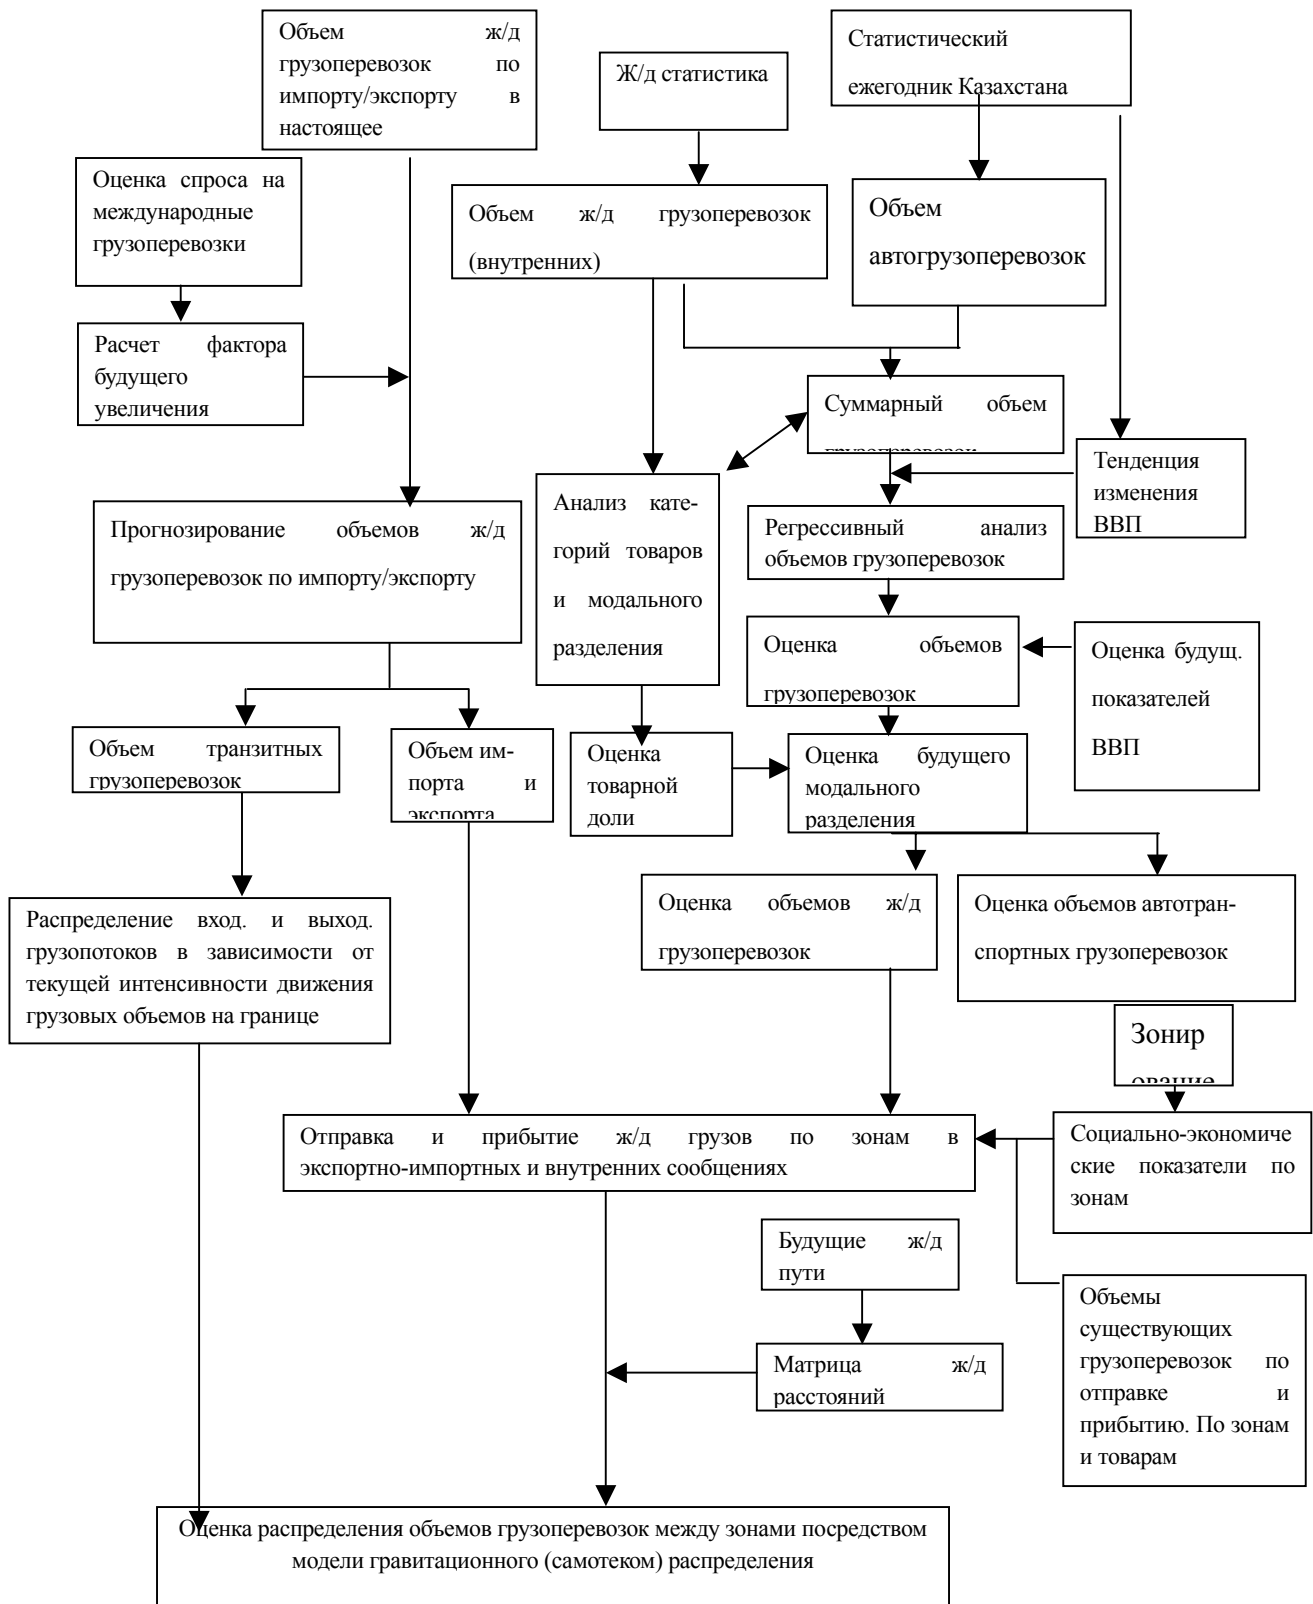 Объем ж/д
грузоперевозок по
импорту/экспорту в
настоящее
Ж/д статистика
Статистический
ежегодник Казахстана
Оценка спроса на
международные
грузоперевозки
Объем ж/д грузоперевозок
(внутренних)
Объем
автогрузоперевозок
Расчет фактора
будущего
увеличения
Суммарный объем
грузоперевозок
Тенденция
изменения
ВВП
Прогнозирование объемов ж/д
грузоперевозок по импорту/экспорту
Анализ кате-
горий товаров
и модального
разделения
Регрессивный анализ
объемов грузоперевозок
Оценка объемов
грузоперевозок
Оценка будущ.
показателей
ВВП
Объем транзитных
грузоперевозок
Объем им-
порта и
экспорта
Оценка
товарной
доли
Оценка будущего
модального
разделения
Распределение вход. и выход.
грузопотоков в зависимости от
текущей интенсивности движения
грузовых объемов на границе
Оценка объемов ж/д
грузоперевозок
Оценка объемов автотран-
спортных грузоперевозок
Зонир
ование
Отправка и прибытие ж/д грузов по зонам в
экспортно-импортных и внутренних сообщениях
Социально-экономиче
ские показатели по
зонам
Будущие ж/д
пути
Матрица ж/д
расстояний
Объемы
существующих
грузоперевозок по
отправке и
прибытию. По зонам
и товарам
Оценка распределения объемов грузоперевозок между зонами посредством
модели гравитационного (самотеком) распределения